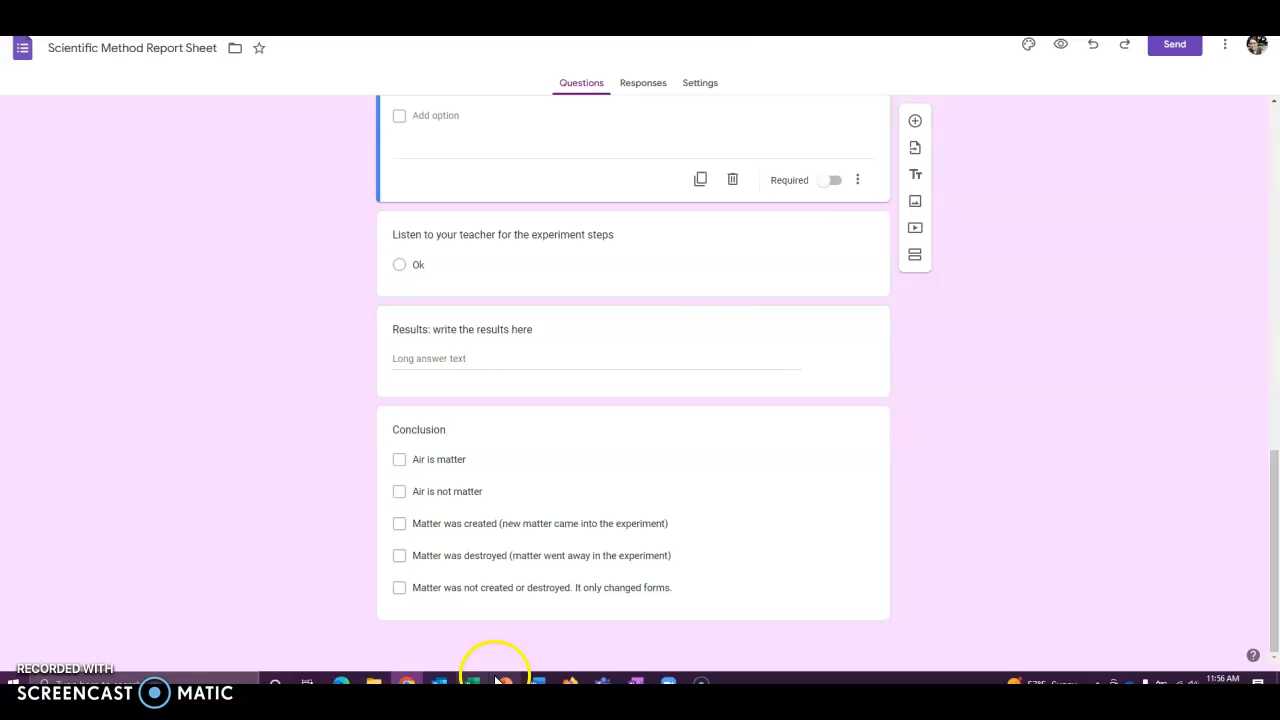 Scientific Method Report Sheet
Send
Questions Responses Settings
Add option
Required
Listen to your teacher for the experiment steps
Ok
Results: write the results here
Long answer text
Conclusion
Air is matter
Air is not matter
Matter was created (new matter came into the experiment)
Matter was destroyed (matter went away in the experiment)
Matter was not created or destroyed. It only changed forms.
RECORDED WITH
SCREENCAST MATIC
57°F Sunny
11:56 AM